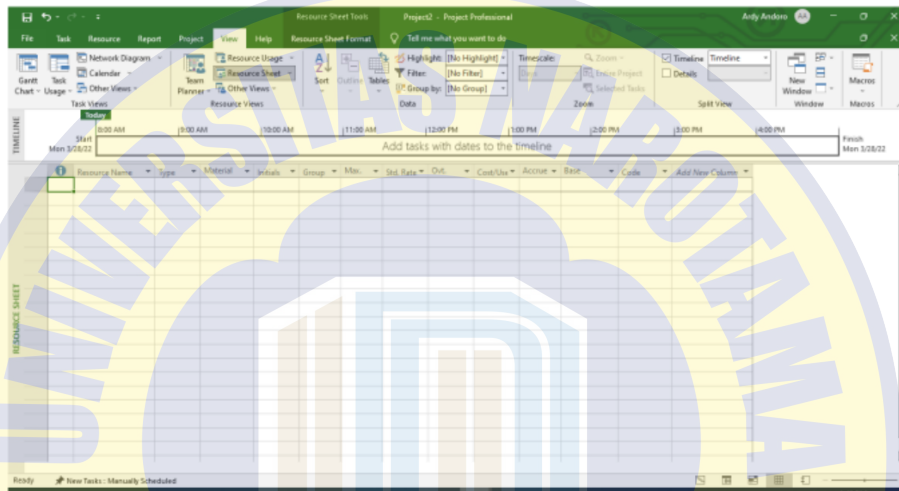 Resource Sheet Tools Project2 - Project Professional Ardy Andoro AA
File Task Resource Report Project View Help Resource Sheet Format Tell me what you want to do
Network Diagram Resource Usage Highlight: [No Highlight] Timescale: Zoom Timeline Timeline
Calendar Resource Sheet Filter: [No Filter] Days Entire Project Details
Gantt Chart Task Usage Other Views Team Planner Other Views Sort Outline Tables Group by: [No Group] Selected Tasks New Window Macros
Task Views Resource Views Data Zoom Split View Window Macros
Today
TIMELINE
8:00 AM 9:00 AM 10:00 AM 11:00 AM 12:00 PM 1:00 PM 2:00 PM 3:00 PM 4:00 PM
Start Finish
Mon 3/28/22 Add tasks with dates to the timeline Mon 3/28/22
Resource Name Type Material Initials Group Max. Std. Rate Ovt. Cost/Use Accrue Base Code Add New Column
RESOURCE SHEET
UNIVERSITAS NAROTAMA
Ready New Tasks : Manually Scheduled